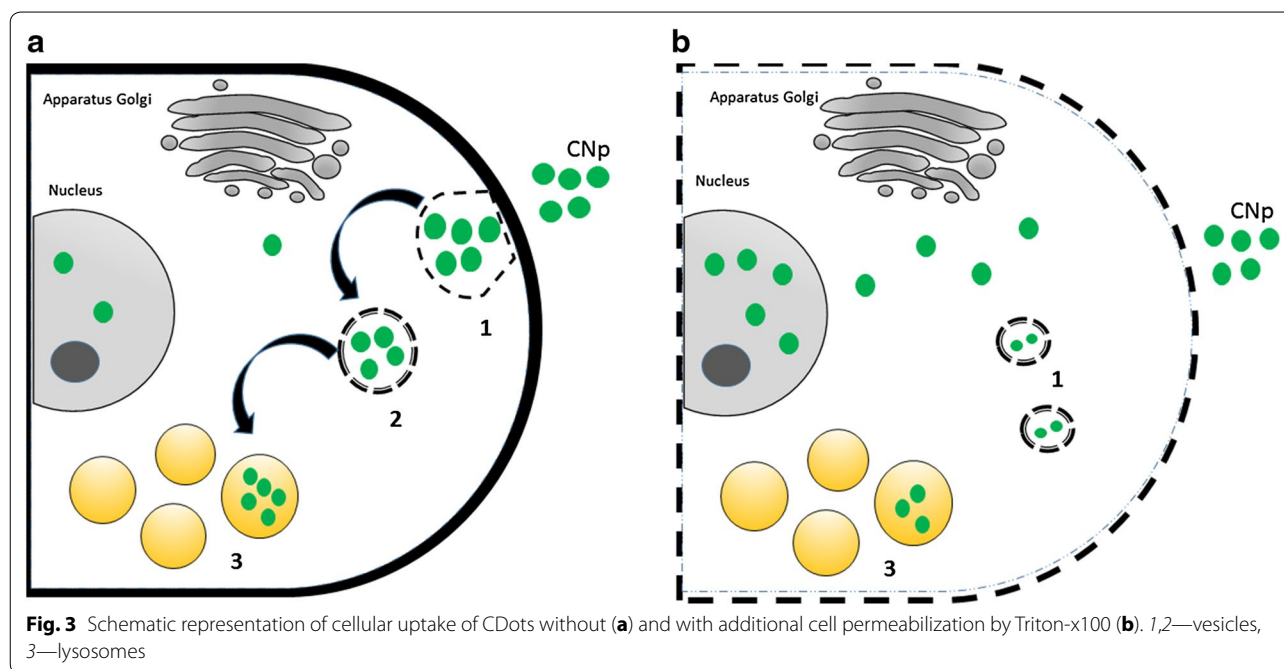 a
Apparatus Golgi
CNp
Nucleus
1
2
3
b
Apparatus Golgi
Nucleus
CNp
1
3
Fig. 3 Schematic representation of cellular uptake of CDots without (a) and with additional cell permeabilization by Triton-x100 (b). 1,2—vesicles,
3—lysosomes